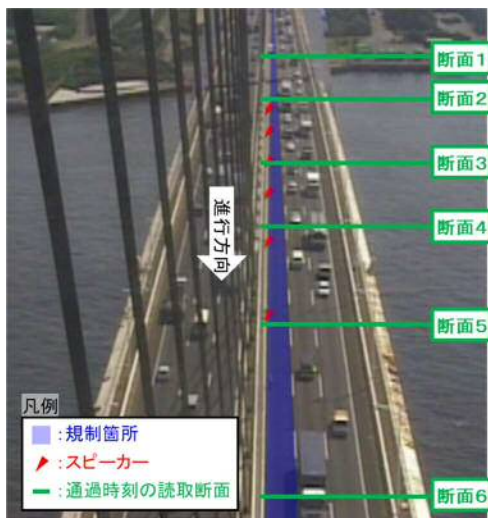 断面1
断面2
断面3
断面4
断面5
断面6
進行方向
凡例
:規制箇所
:スピーカー
:通過時刻の読取断面